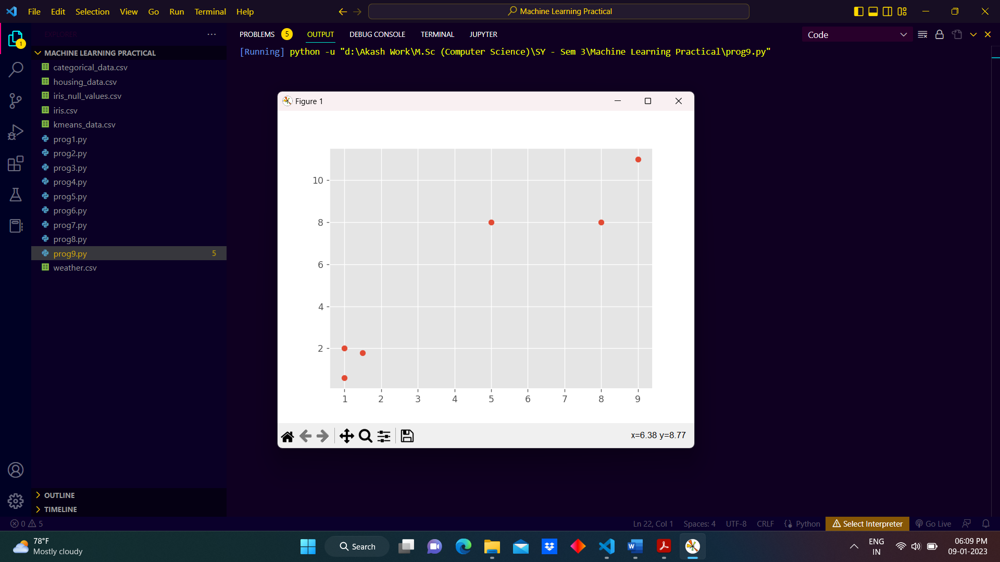 File Edit Selection View Go Run Terminal Help
Machine Learning Practical
1
EXPLORER
PROBLEMS 5 OUTPUT DEBUG CONSOLE TERMINAL JUPYTER
Code
MACHINE LEARNING PRACTICAL
[Running] python -u "d:\Akash Work\M.Sc (Computer Science)\SY - Sem 3\Machine Learning Practical\prog9.py"
categorical_data.csv
housing_data.csv
iris_null_values.csv
iris.csv
kmeans_data.csv
prog1.py
prog2.py
prog3.py
prog4.py
prog5.py
prog6.py
prog7.py
prog8.py
prog9.py 5
weather.csv
Figure 1
10
8
6
4
2
1 2 3 4 5 6 7 8 9
x=6.38 y=8.77
OUTLINE
TIMELINE
0 5
Ln 22, Col 1 Spaces: 4 UTF-8 CRLF Python Select Interpreter Go Live
78°F
Mostly cloudy
Search
W
ENG
IN
06:09 PM
09-01-2023